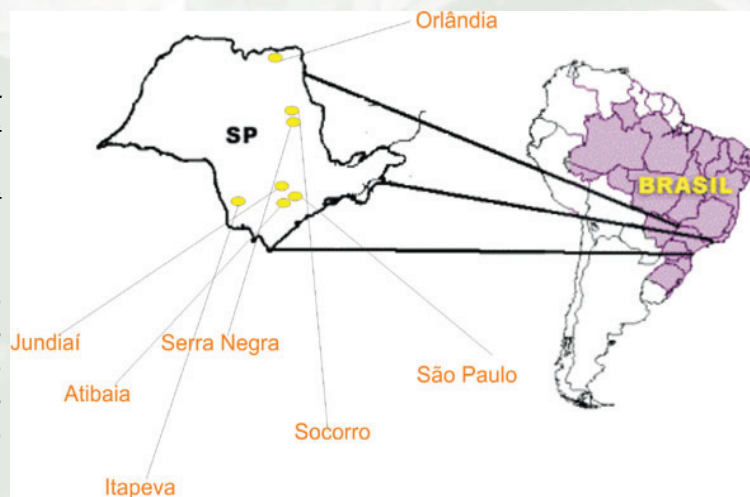 Orlândia
SP
BRASIL
Jundiaí
Serra Negra
São Paulo
Atibaia
Socorro
Itapeva